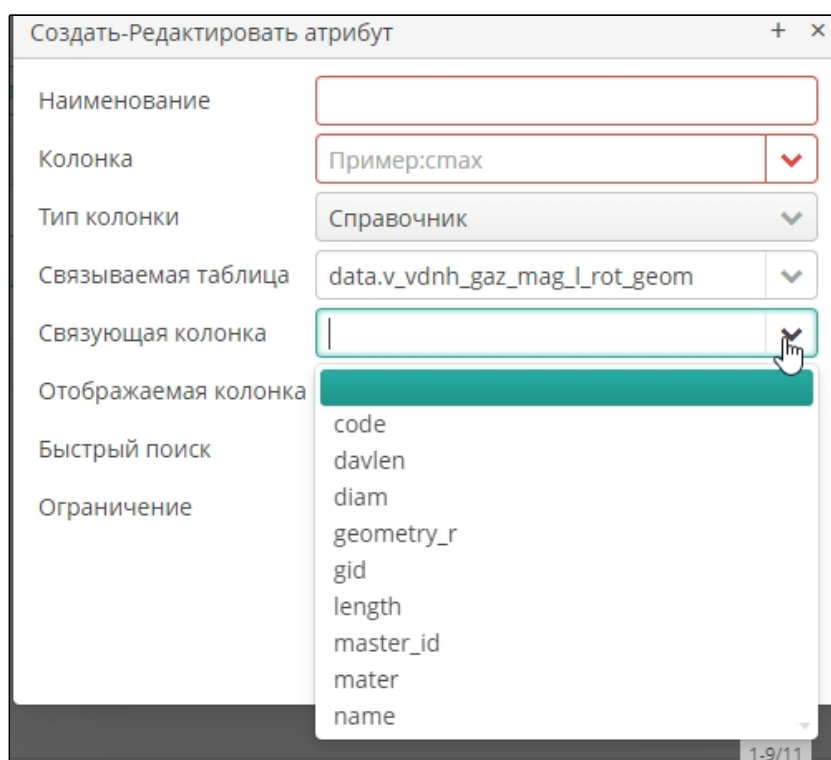 Создать-Редактировать атрибут
Наименование
Колонка Пример:cmax
Тип колонки Справочник
Связываемая таблица data.v_vdnh_gaz_mag_l_rot_geom
Связующая колонка
Отображаемая колонка
Быстрый поиск
Ограничение
code
davlen
diam
geometry_r
gid
length
master_id
mater
name
1-9/11